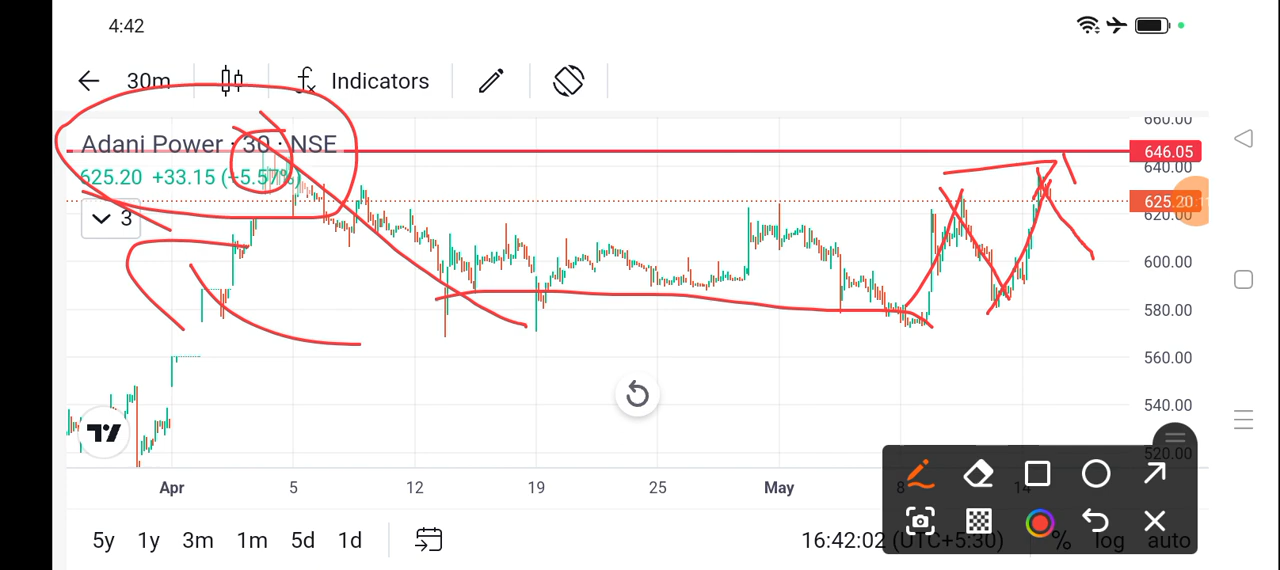 4:42
30m Indicators
Adani Power · 30 · NSE
625.20 +33.15 (+5.57%)
3
660.00
646.05
640.00
625.20
620.00
600.00
580.00
560.00
540.00
520.00
Apr 5 12 19 25 May 8 14
5y 1y 3m 1m 5d 1d 16:42:02 (UTC+5:30) % log auto